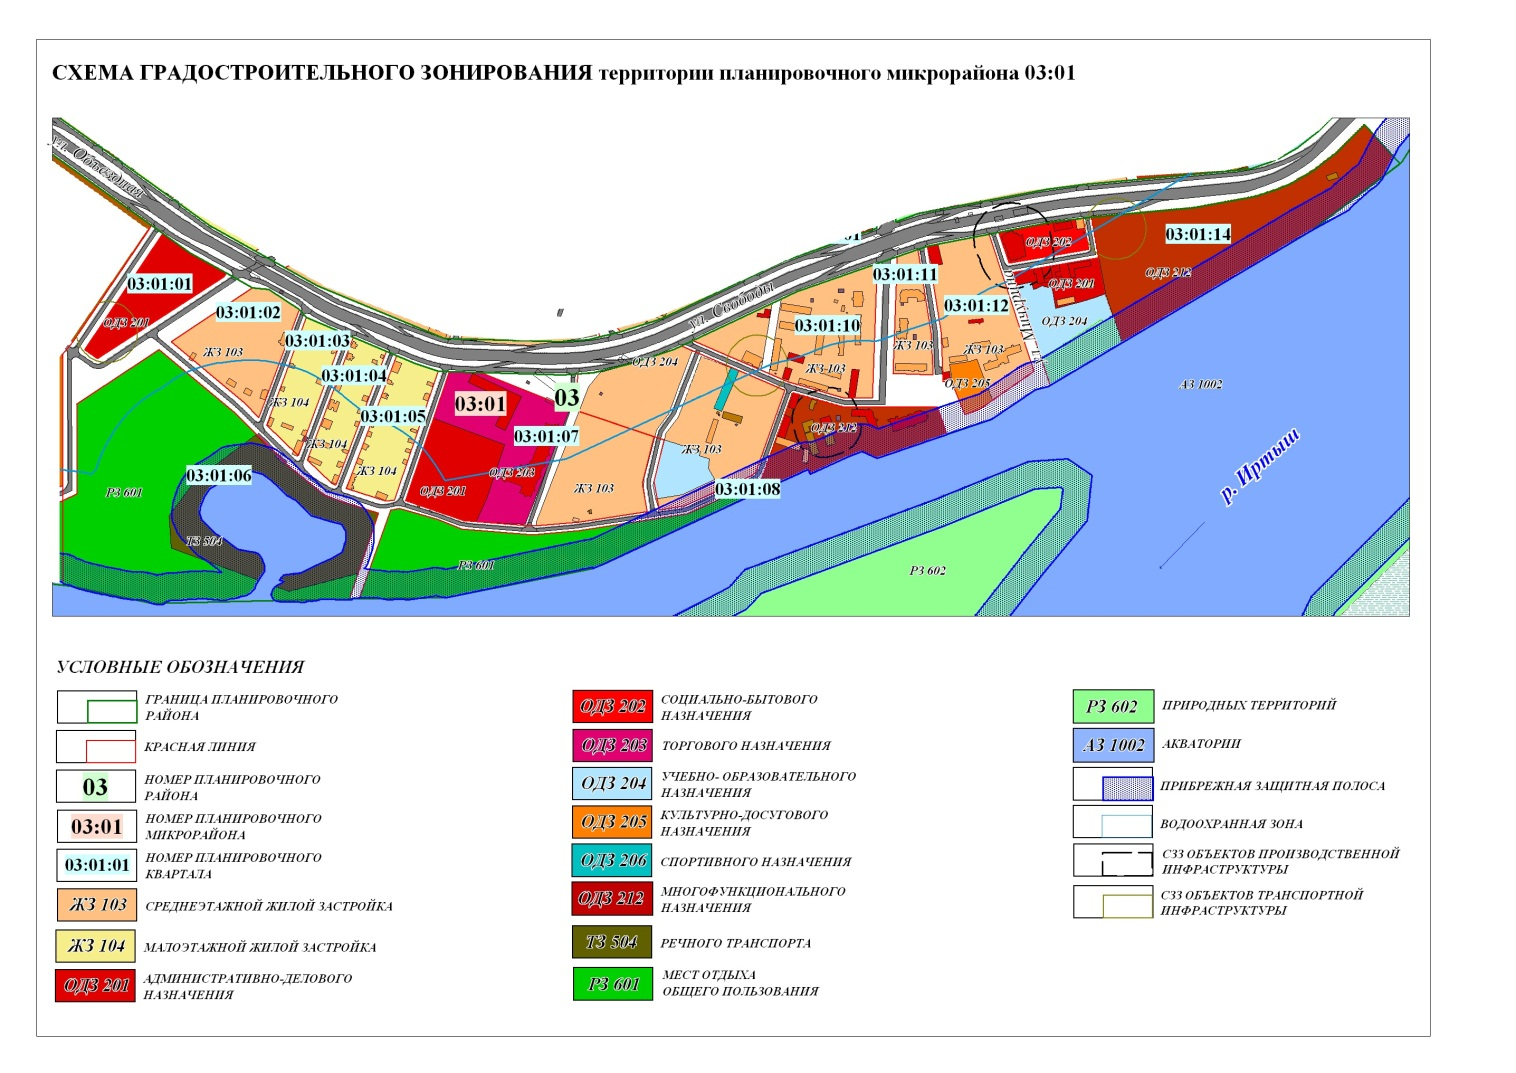 СХЕМА ГРАДОСТРОИТЕЛЬНОГО ЗОНИРОВАНИЯ территории планировочного микрорайона 03:01
ул. Объездная
03:01:01
ОДЗ 201
03:01:02
ЖЗ 103
03:01:03
ЖЗ 104
03:01:04
ЖЗ 104
03:01:05
ЖЗ 104
РЗ 601
03:01:06
ТЗ 504
РЗ 601
03:01
03
03:01:07
ОДЗ 201
ОДЗ 203
ОДЗ 204
ЖЗ 103
ЖЗ 103
03:01:08
ул. Свободы
03:01:10
ЖЗ 103
ОДЗ 212
03:01:11
ЖЗ 103
03:01:12
ЖЗ 103
ОДЗ 205
ОДЗ 202
ОДЗ 201
ОДЗ 204
03:01:14
ОДЗ 212
АЗ 1002
р. Иртыш
РЗ 602
УСЛОВНЫЕ ОБОЗНАЧЕНИЯ
ГРАНИЦА ПЛАНИРОВОЧНОГО
РАЙОНА
КРАСНАЯ ЛИНИЯ
03
НОМЕР ПЛАНИРОВОЧНОГО
РАЙОНА
03:01
НОМЕР ПЛАНИРОВОЧНОГО
МИКРОРАЙОНА
03:01:01
НОМЕР ПЛАНИРОВОЧНОГО
КВАРТАЛА
ЖЗ 103
СРЕДНЕЭТАЖНОЙ ЖИЛОЙ ЗАСТРОЙКА
ЖЗ 104
МАЛОЭТАЖНОЙ ЖИЛОЙ ЗАСТРОЙКА
ОДЗ 201
АДМИНИСТРАТИВНО-ДЕЛОВОГО
НАЗНАЧЕНИЯ
ОДЗ 202
СОЦИАЛЬНО-БЫТОВОГО
НАЗНАЧЕНИЯ
ОДЗ 203
ТОРГОВОГО НАЗНАЧЕНИЯ
ОДЗ 204
УЧЕБНО- ОБРАЗОВАТЕЛЬНОГО
НАЗНАЧЕНИЯ
ОДЗ 205
КУЛЬТУРНО-ДОСУГОВОГО
НАЗНАЧЕНИЯ
ОДЗ 206
СПОРТИВНОГО НАЗНАЧЕНИЯ
ОДЗ 212
МНОГОФУНКЦИОНАЛЬНОГО
НАЗНАЧЕНИЯ
ТЗ 504
РЕЧНОГО ТРАНСПОРТА
РЗ 601
МЕСТ ОТДЫХА
ОБЩЕГО ПОЛЬЗОВАНИЯ
РЗ 602
ПРИРОДНЫХ ТЕРРИТОРИЙ
АЗ 1002
АКВАТОРИИ
ПРИБРЕЖНАЯ ЗАЩИТНАЯ ПОЛОСА
ВОДООХРАННАЯ ЗОНА
СЗЗ ОБЪЕКТОВ ПРОИЗВОДСТВЕННОЙ
ИНФРАСТРУКТУРЫ
СЗЗ ОБЪЕКТОВ ТРАНСПОРТНОЙ
ИНФРАСТРУКТУРЫ